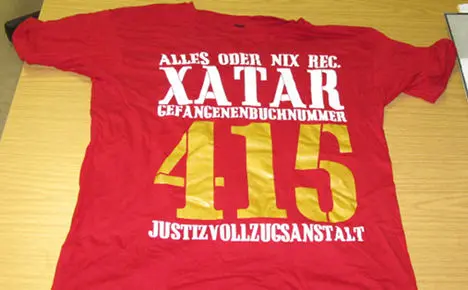 ALLES ODER NIX REC.
XATAR
GEFANGENENBUCHNUMMER
415
JUSTIZVOLLZUGSANSTALT